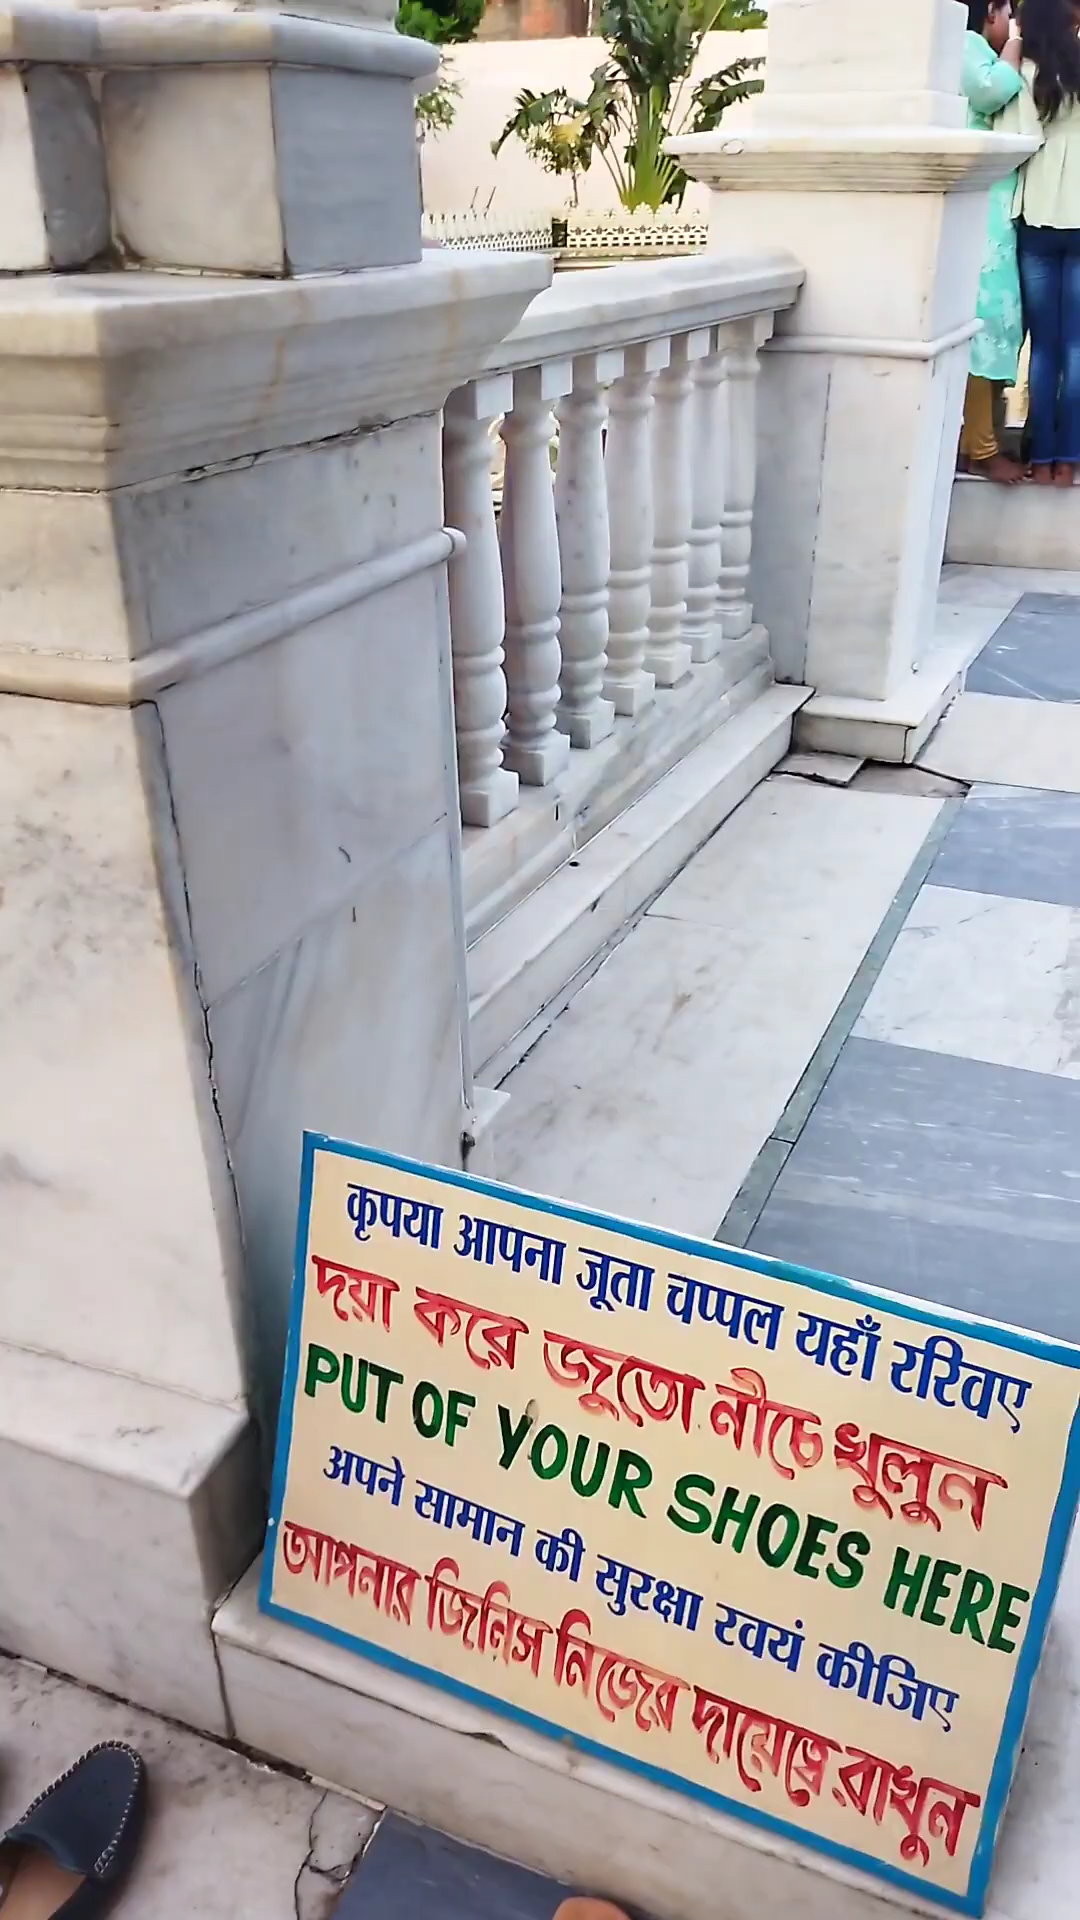 कृपया आपना जूता चप्पल यहाँ रखिए
দয়া করে জুতো নীচে খুলুন
PUT OF YOUR SHOES HERE
अपने सामान की सुरक्षा स्वयं कीजिए
আপনার জিনিস নিজের দায়েত্বে রাখুন